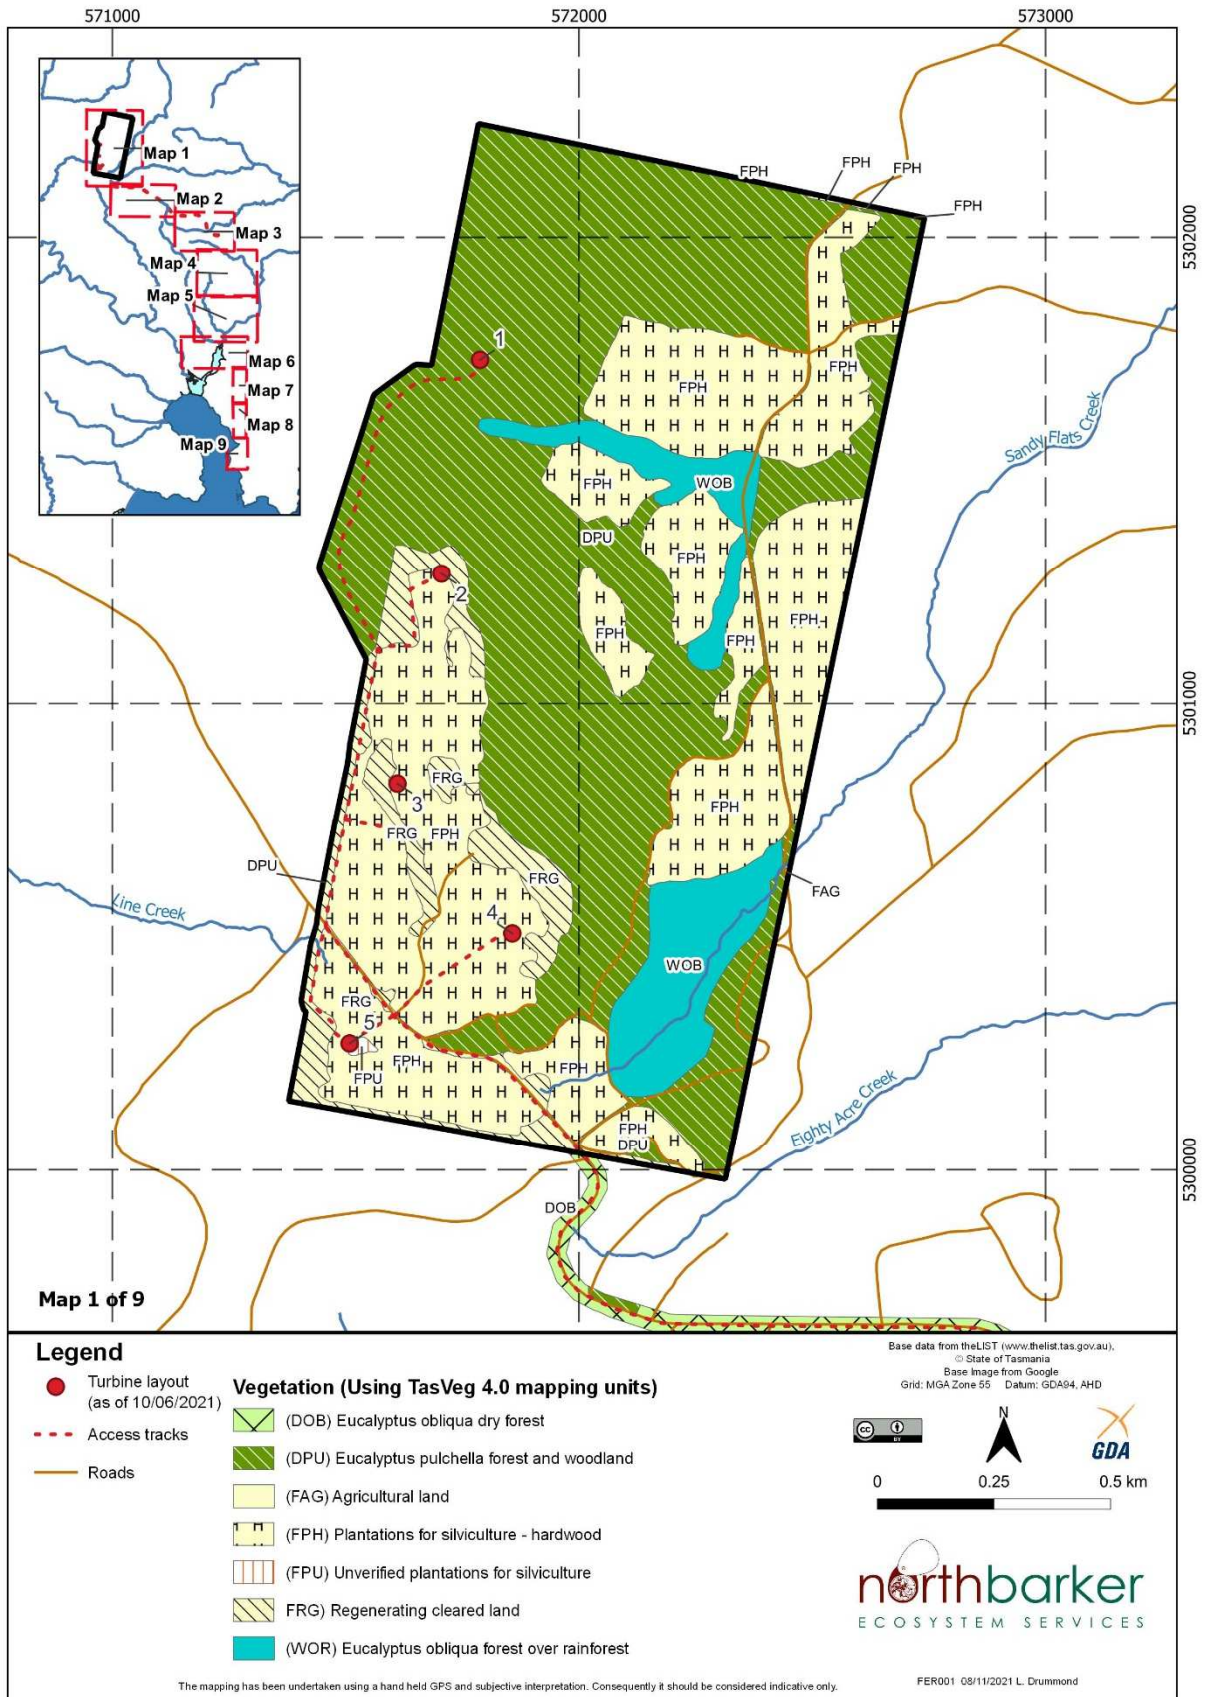 571000
572000
573000
Map 1
Map 2
Map 3
Map 4
Map 5
Map 6
Map 7
Map 8
Map 9
FPH
FPH
FPH
FPH
5302000
1
FPH
FPH
Sandy Flats Creek
FPH
WOB
DPU
FPH
2
FPH
FPH
FPH
5301000
FRG
3
FPH
FRG
FPH
DPU
FRG
FAG
Line Creek
4
WOB
FRG
5
FPH
FPH
FPU
Eighty Acre Creek
FPH
DPU
5300000
DOB
Map 1 of 9
Legend
Turbine layout
(as of 10/06/2021)
Access tracks
Roads
Vegetation (Using TasVeg 4.0 mapping units)
(DOB) Eucalyptus obliqua dry forest
(DPU) Eucalyptus pulchella forest and woodland
(FAG) Agricultural land
(FPH) Plantations for silviculture - hardwood
(FPU) Unverified plantations for silviculture
FRG) Regenerating cleared land
(WOR) Eucalyptus obliqua forest over rainforest
Base data from theLIST (www.thelist.tas.gov.au),
© State of Tasmania
Base Image from Google
Grid: MGA Zone 55 Datum: GDA94, AHD
cc BY
N
GDA
0 0.25 0.5 km
northbarker
ECOSYSTEM SERVICES
The mapping has been undertaken using a hand held GPS and subjective interpretation. Consequently it should be considered indicative only.
FER001 08/11/2021 L. Drummond